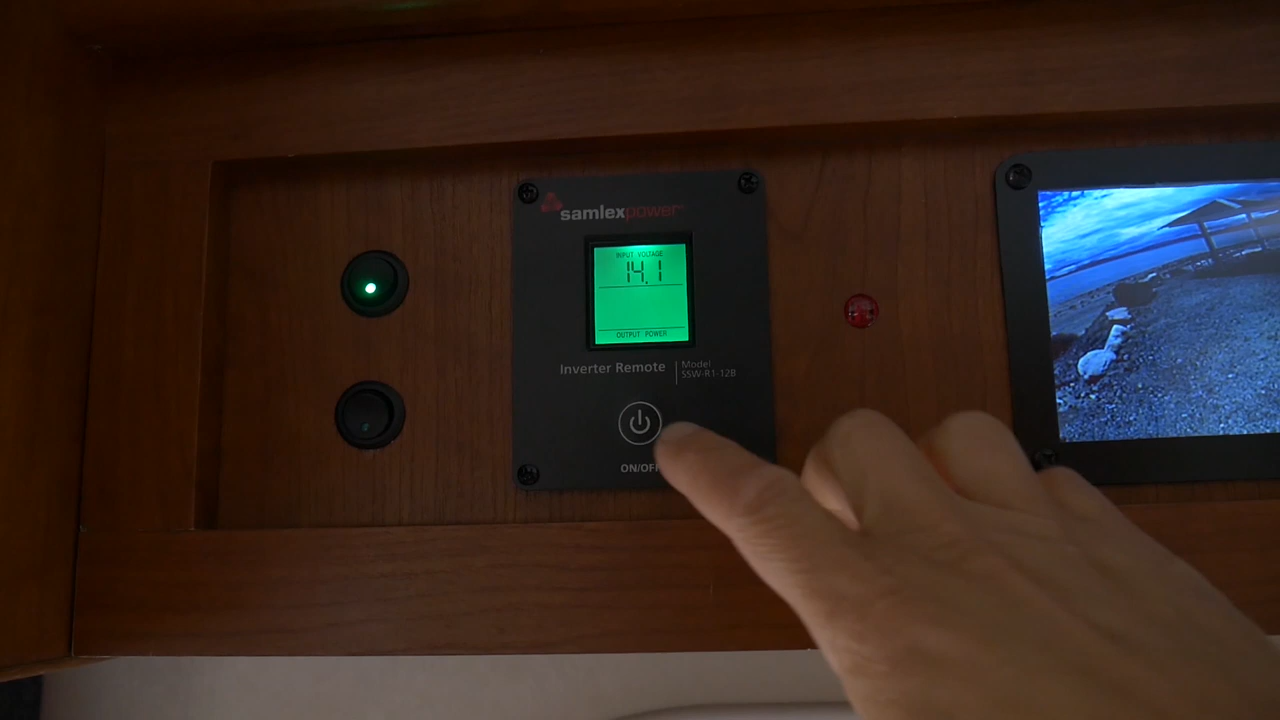 samlexpower
INPUT VOLTAGE
14.1
OUTPUT POWER
Inverter Remote
Model
SSW-R1-12B
ON/OFF